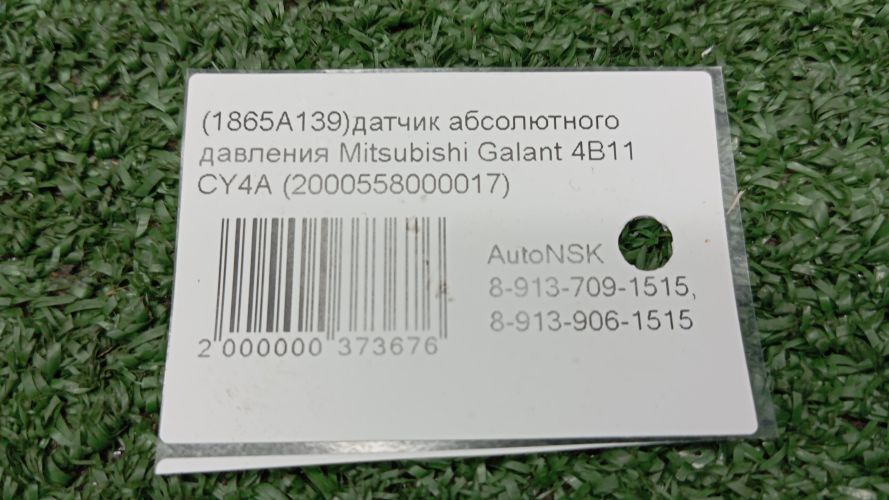 (1865A139)датчик абсолютного
давления Mitsubishi Galant 4B11
CY4A (2000558000017)
AutoNSK
8-913-709-1515,
8-913-906-1515
2 000000 373676